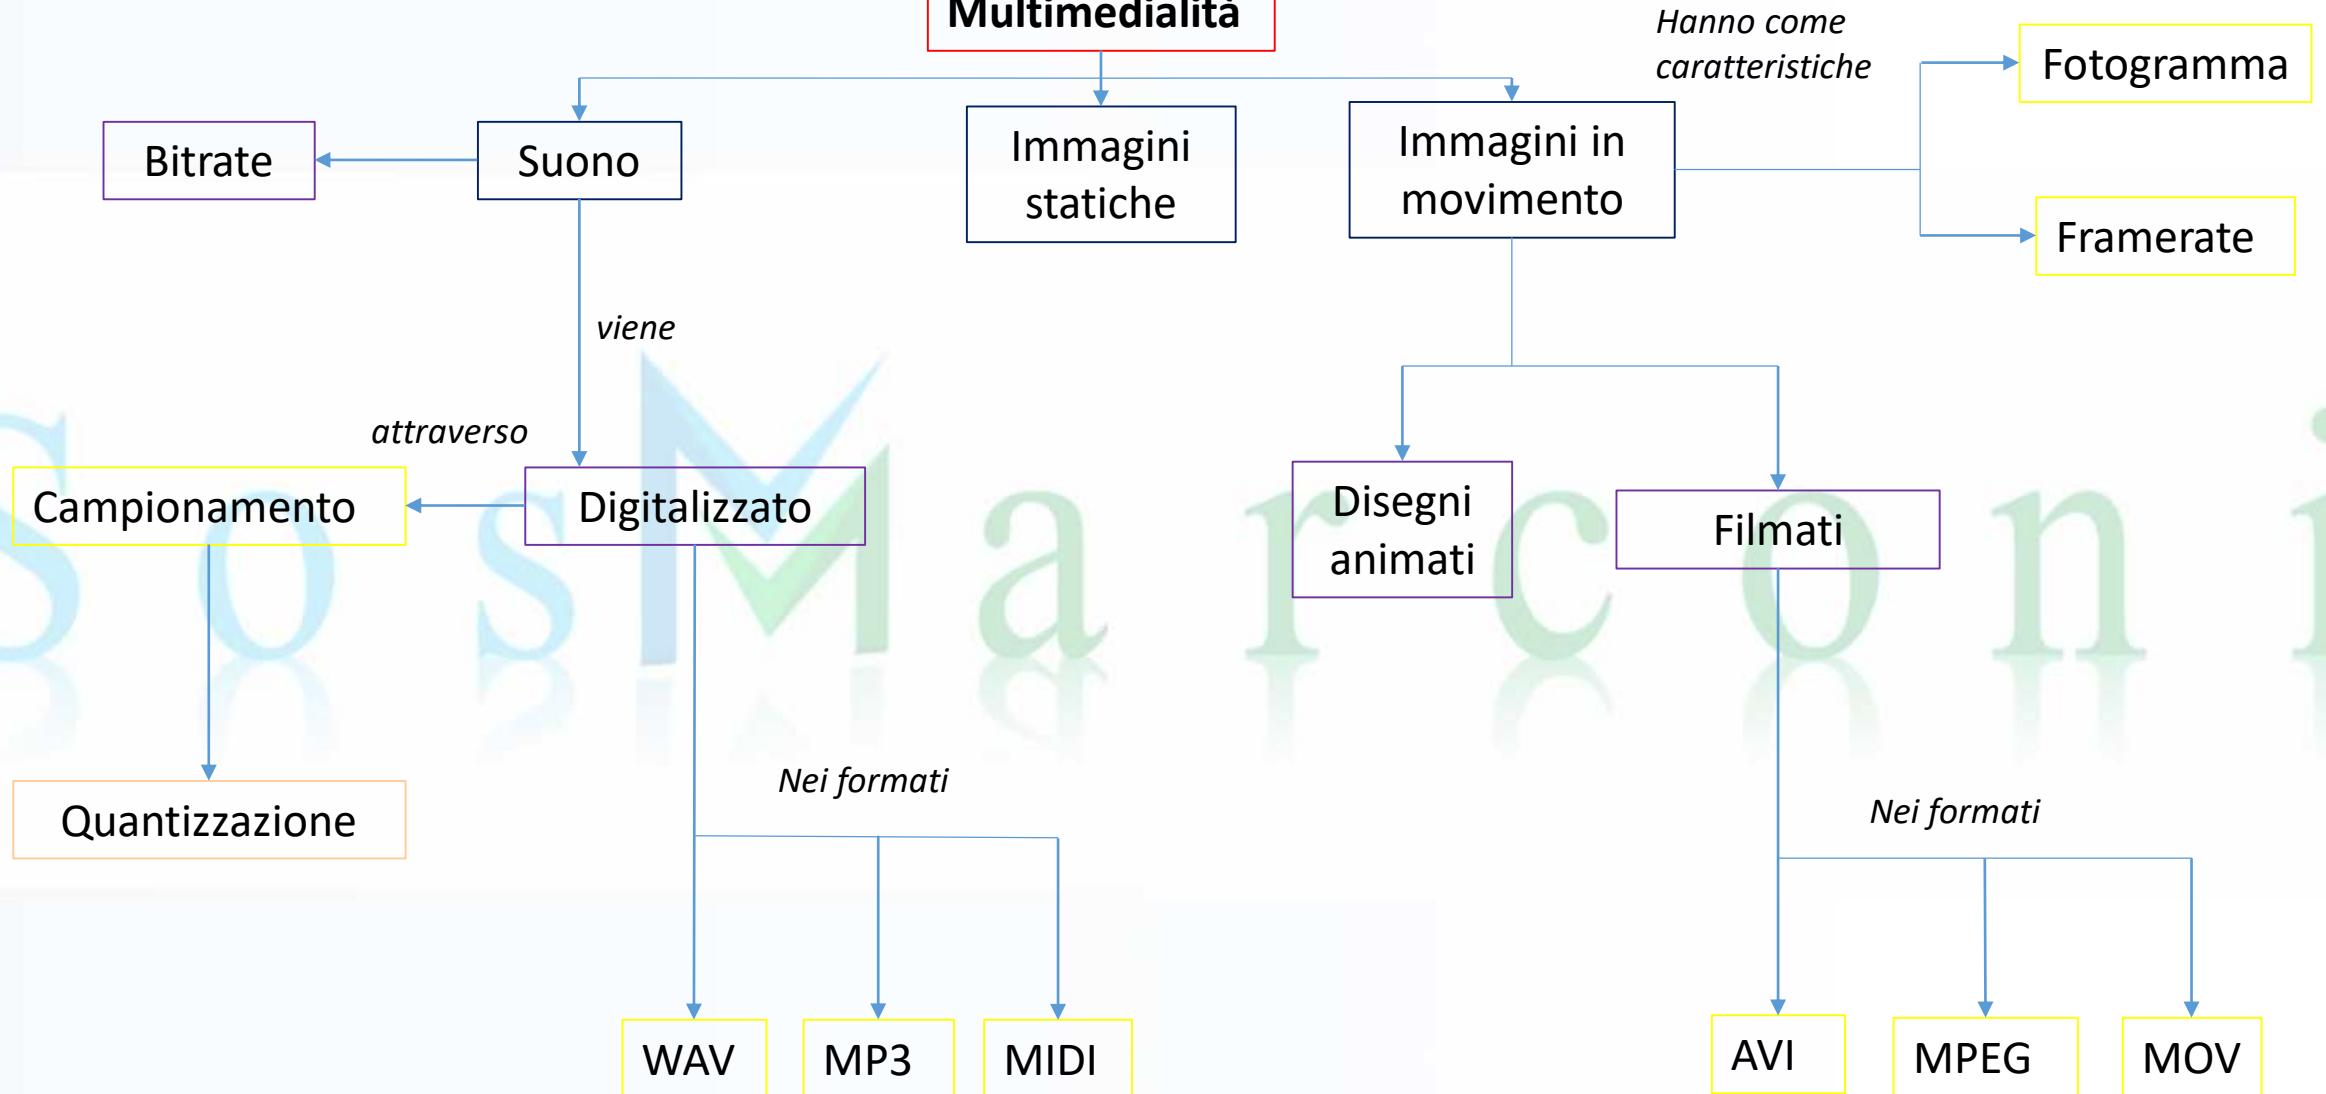 Multimedialità
Hanno come
caratteristiche
Fotogramma
Bitrate
Suono
Immagini
statiche
Immagini in
movimento
Framerate
viene
attraverso
Campionamento
Digitalizzato
Disegni
animati
Filmati
SosMarconi
Nei formati
Quantizzazione
Nei formati
WAV
MP3
MIDI
AVI
MPEG
MOV